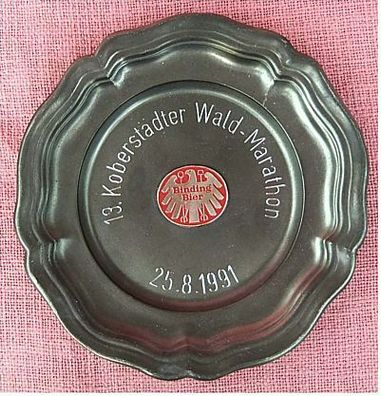 13. Koberstädter Wald-Marathon
Binding
Bier
25.8.1991